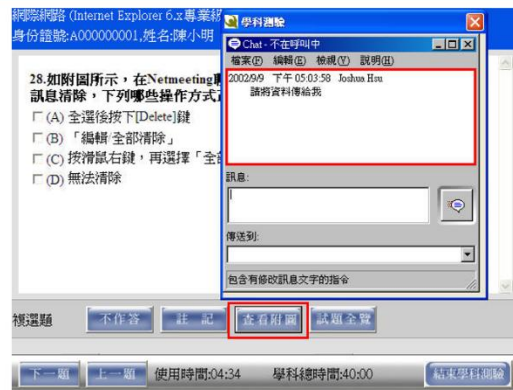 網際網路 (Internet Explorer 6.x專業級
身份證號:A000000001,姓名:陳小明
28.如附圖所示，在Netmeeting
訊息清除，下列哪些操作方式
(A) 全選後按下[Delete]鍵
(B) 「編輯/全部清除」
(C) 按滑鼠右鍵，再選擇「全
(D) 無法清除
學科測驗
Chat - 不在呼叫中
檔案(F) 編輯(E) 檢視(V) 說明(H)
2002/9/9 下午 05:03:58 Joshua Hsu
請將資料傳給我
訊息:
傳送到:
包含有修改訊息文字的指令
複選題 不作答 註 記 查看附圖 試題全覽
下一題 上一題 使用時間:04:34 學科總時間:40:00 結束學科測驗